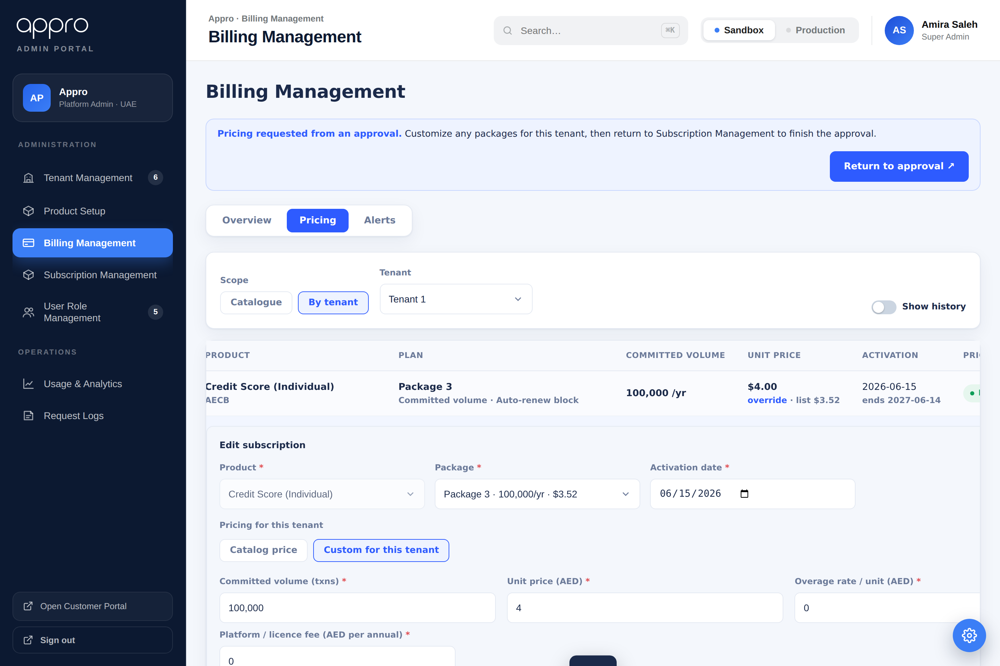 appro
ADMIN PORTAL
AP
Appro
Platform Admin · UAE
ADMINISTRATION
Tenant Management
6
Product Setup
Billing Management
Subscription Management
User Role
Management
5
OPERATIONS
Usage & Analytics
Request Logs
Open Customer Portal
Sign out
Appro · Billing Management
Billing Management
Search…
⌘K
Sandbox
Production
AS
Amira Saleh
Super Admin
Billing Management
Pricing requested from an approval. Customize any packages for this tenant, then return to Subscription Management to finish the approval.
Return to approval ↗
Overview
Pricing
Alerts
Scope
Catalogue
By tenant
Tenant
Tenant 1
Show history
PRODUCT
PLAN
COMMITTED VOLUME
UNIT PRICE
ACTIVATION
Credit Score (Individual)
AECB
Package 3
Committed volume · Auto-renew block
100,000 /yr
$4.00
override · list $3.52
2026-06-15
ends 2027-06-14
Edit subscription
Product *
Package *
Activation date *
Credit Score (Individual)
Package 3 · 100,000/yr · $3.52
06/15/2026
Pricing for this tenant
Catalog price
Custom for this tenant
Committed volume (txns) *
Unit price (AED) *
Overage rate / unit (AED) *
100,000
4
0
Platform / licence fee (AED per annual) *
0